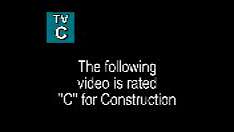 TV
C
The following
video is rated
"C" for Construction